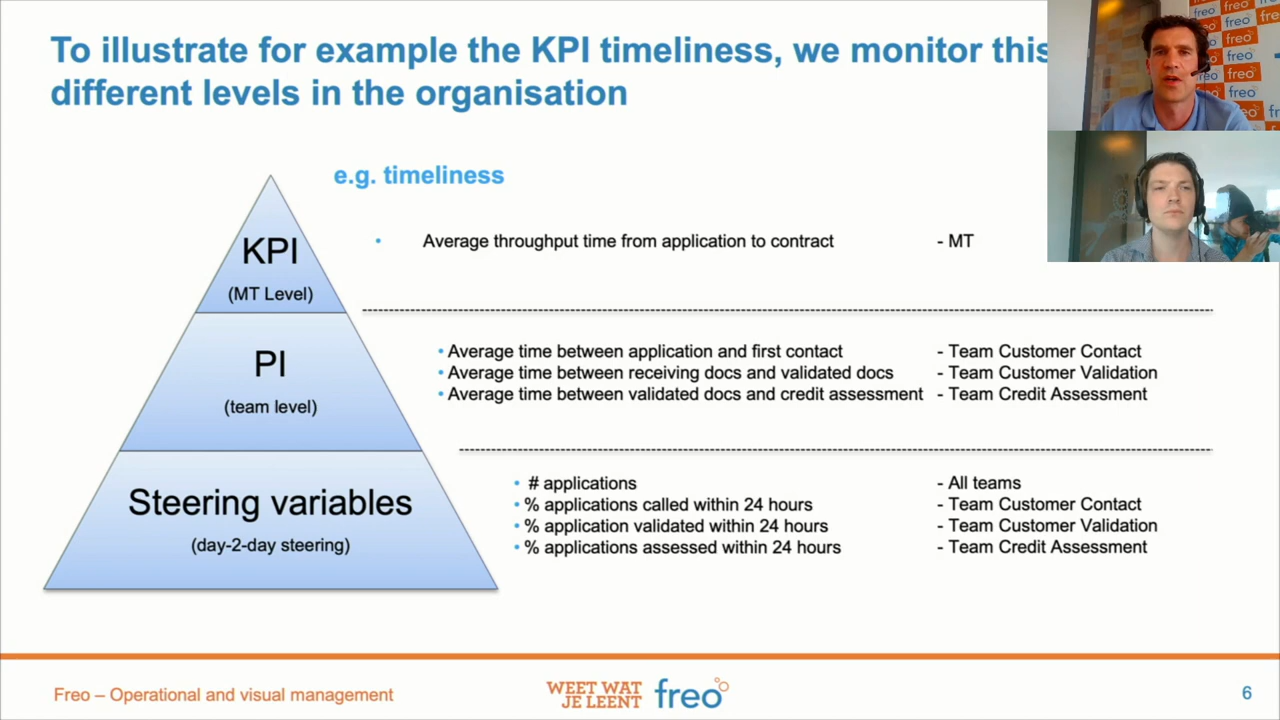 To illustrate for example the KPI timeliness, we monitor this
different levels in the organisation
e.g. timeliness
KPI
(MT Level)
• Average throughput time from application to contract - MT
PI
(team level)
• Average time between application and first contact - Team Customer Contact
• Average time between receiving docs and validated docs - Team Customer Validation
• Average time between validated docs and credit assessment - Team Credit Assessment
Steering variables
(day-2-day steering)
• # applications - All teams
• % applications called within 24 hours - Team Customer Contact
• % application validated within 24 hours - Team Customer Validation
• % applications assessed within 24 hours - Team Credit Assessment
Freo – Operational and visual management
WEET WAT
JE LEENT
freo
6
freo
freo
freo
freo
freo